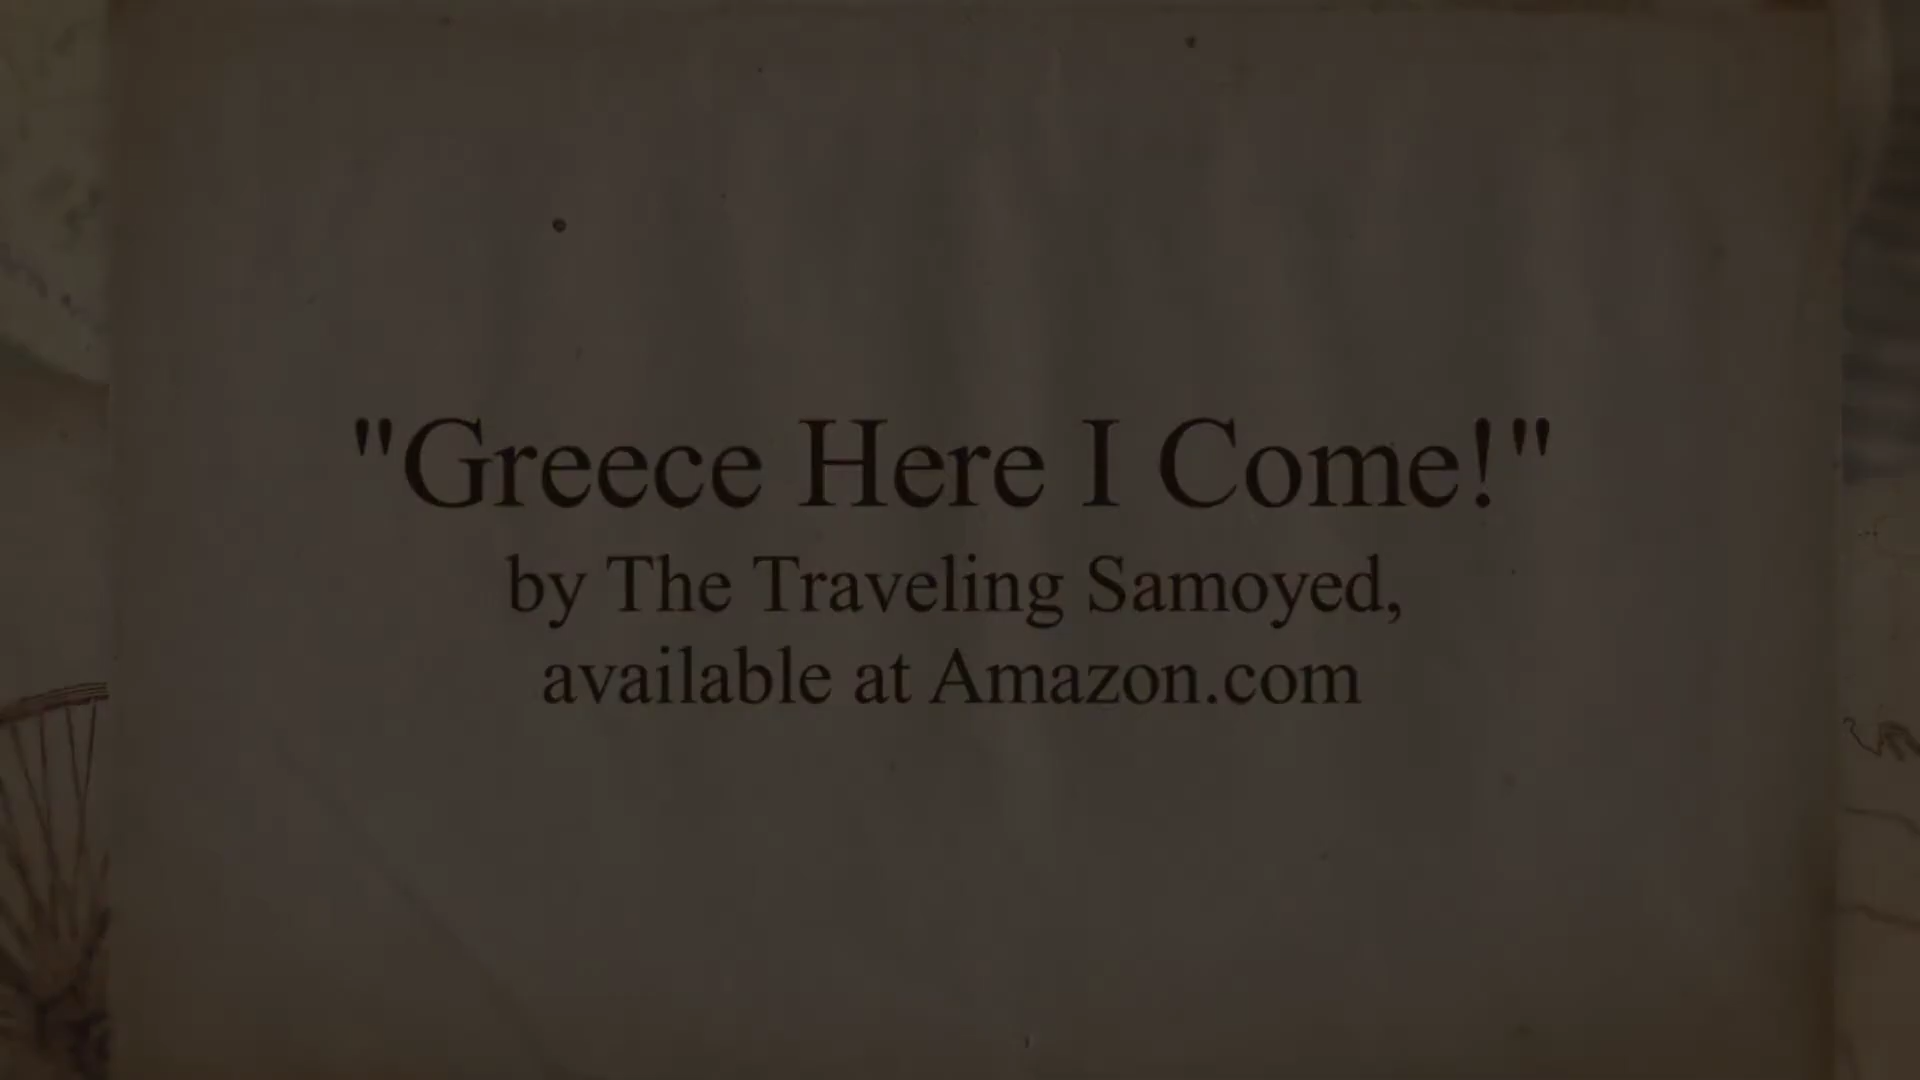 "Greece Here I Come!"
by The Traveling Samoyed,
available at Amazon.com